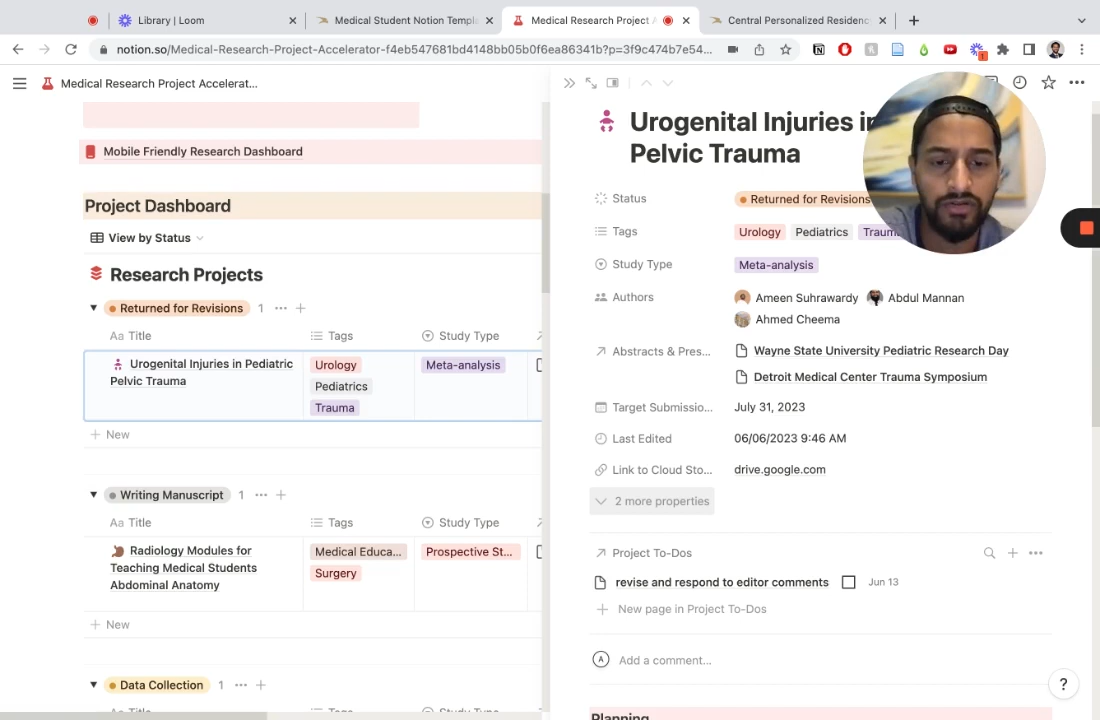 Library | Loom
Medical Student Notion Templ
Medical Research Project A
Central Personalized Residenc
notion.so/Medical-Research-Project-Accelerator-f4eb547681bd4148bb05b0f6ea86341b?p=3f9c474b7e54...
1
Medical Research Project Accelerat...
Mobile Friendly Research Dashboard
Project Dashboard
View by Status
Research Projects
Returned for Revisions 1
Aa Title Tags Study Type
Urogenital Injuries in Pediatric
Pelvic Trauma
Urology
Pediatrics
Trauma
Meta-analysis
New
Writing Manuscript 1
Aa Title Tags Study Type
Radiology Modules for
Teaching Medical Students
Abdominal Anatomy
Medical Educa...
Surgery
Prospective St...
New
Data Collection 1
Urogenital Injuries in
Pelvic Trauma
Status Returned for Revisions
Tags Urology Pediatrics Traum
Study Type Meta-analysis
Authors Ameen Suhrawardy Abdul Mannan
Ahmed Cheema
Abstracts & Pres... Wayne State University Pediatric Research Day
Detroit Medical Center Trauma Symposium
Target Submissio... July 31, 2023
Last Edited 06/06/2023 9:46 AM
Link to Cloud Sto... drive.google.com
2 more properties
Project To-Dos
revise and respond to editor comments Jun 13
New page in Project To-Dos
A Add a comment...
?
Planning